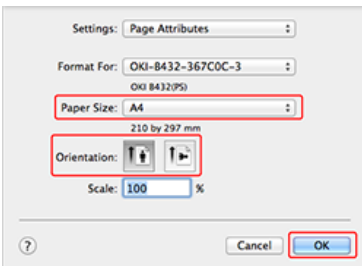 Settings: Page Attributes
Format For: OKI-B432-367C0C-3
OKI B432(PS)
Paper Size: A4
210 by 297 mm
Orientation:
Scale: 100 %
? Cancel OK